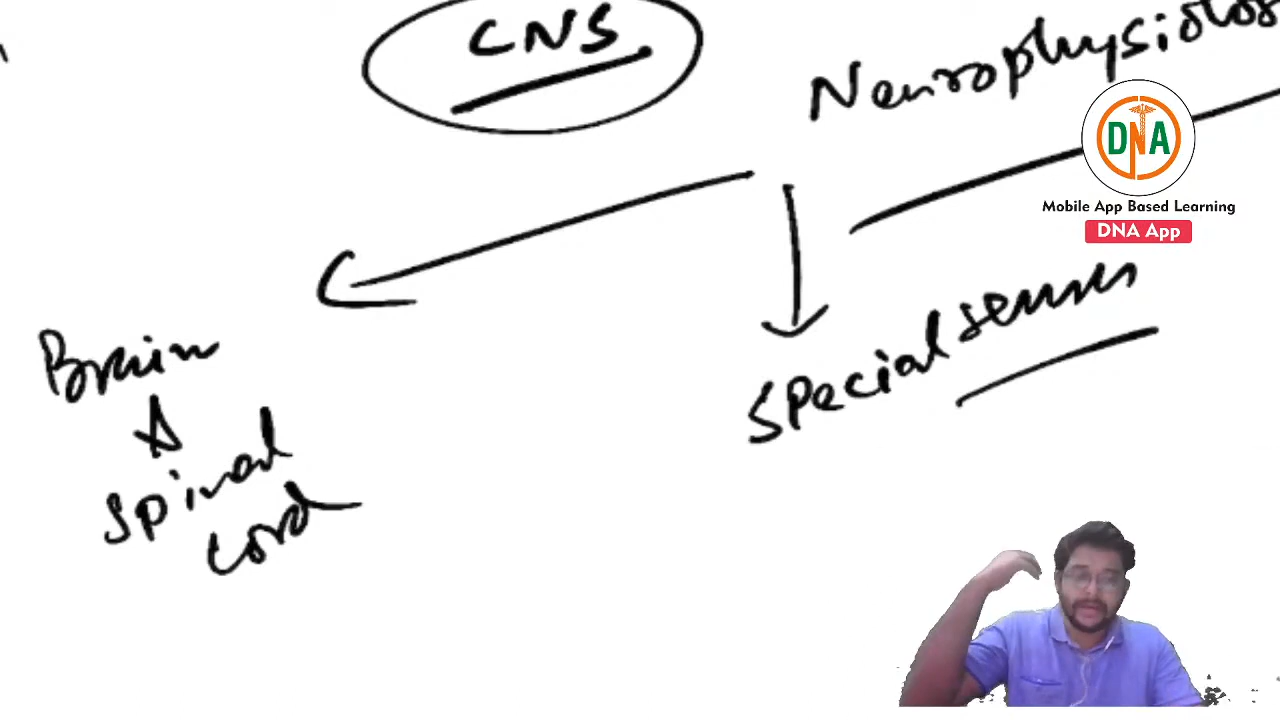 CNS
Neurophysiolog
DNA
Mobile App Based Learning
DNA App
Special senses
Brain
&
Spinal
cord